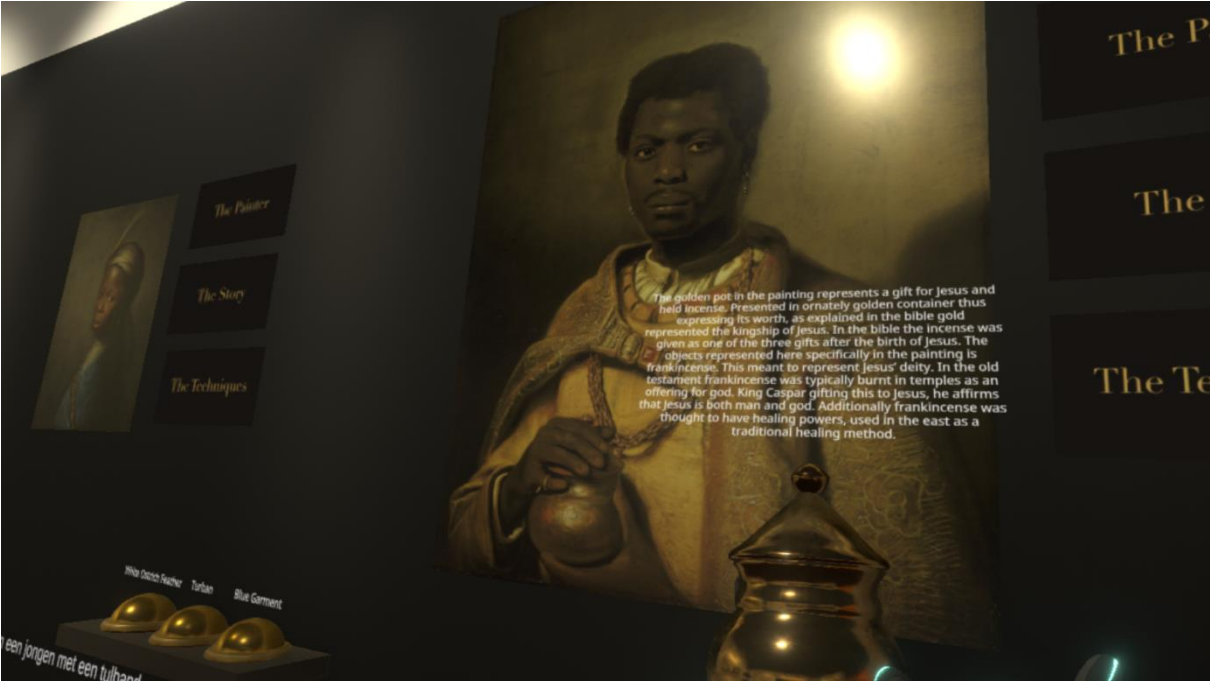 The Painter
The Story
The Techniques
The P
The
The Te
The golden pot in the painting represents a gift for Jesus and
held incense. Presented in ornately golden container thus
expressing its worth, as explained in the bible gold
represented the kingship of Jesus. In the bible the incense was
given as one of the three gifts after the birth of Jesus. The
objects represented here specifically in the painting is
frankincense. This meant to represent Jesus' deity. In the old
testament frankincense was typically burnt in temples as an
offering for god. King Caspar gifting this to Jesus, he affirms
that Jesus is both man and god. Additionally frankincense was
thought to have healing powers, used in the east as a
traditional healing method.
White Ostrich Feather
Turban
Blue Garment
een jongen met een tulband